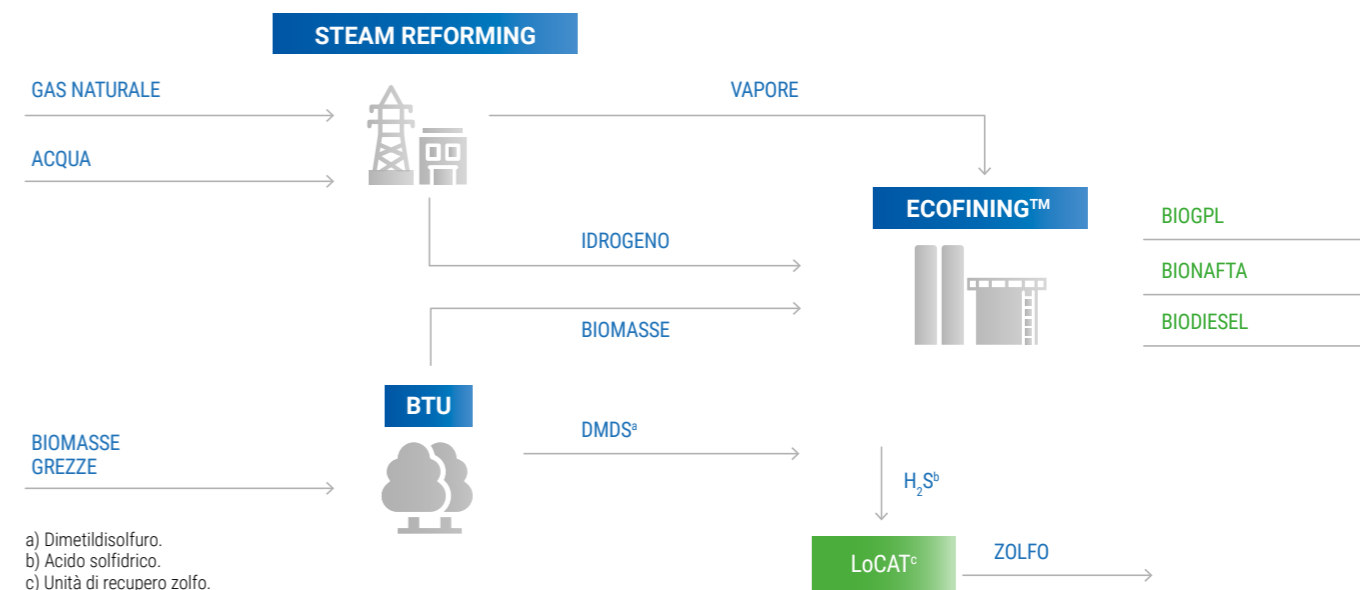 STEAM REFORMING
GAS NATURALE
VAPORE
ACQUA
ECOFINING™
BIOGPL
IDROGENO
BIONAFTA
BIODIESEL
BIOMASSE
BTU
DMDSᵃ
BIOMASSE
GREZZE
H₂Sᵇ
a) Dimetildisolfuro.
b) Acido solfidrico.
c) Unità di recupero zolfo.
LoCATᶜ
ZOLFO